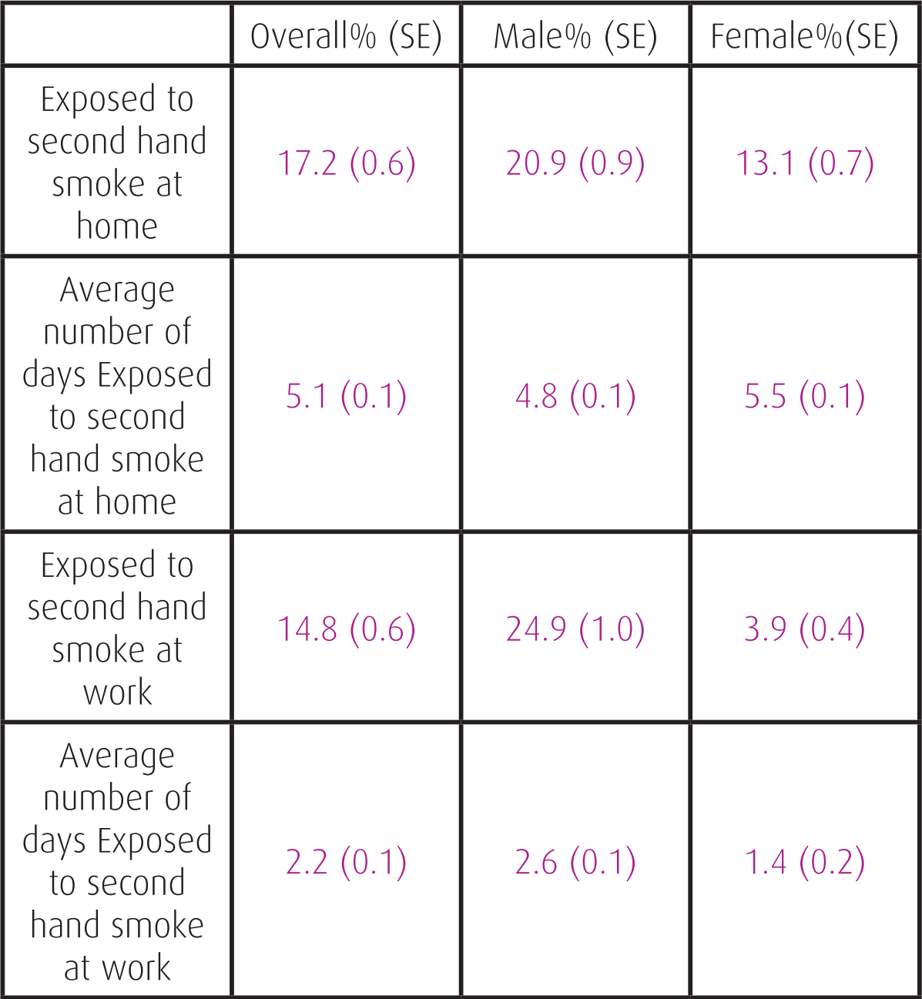 Overall% (SE) Male% (SE) Female%(SE)
Exposed to
second hand
smoke at
home
17.2 (0.6) 20.9 (0.9) 13.1 (0.7)
Average
number of
days Exposed
to second
hand smoke
at home
5.1 (0.1) 4.8 (0.1) 5.5 (0.1)
Exposed to
second hand
smoke at
work
14.8 (0.6) 24.9 (1.0) 3.9 (0.4)
Average
number of
days Exposed
to second
hand smoke
at work
2.2 (0.1) 2.6 (0.1) 1.4 (0.2)